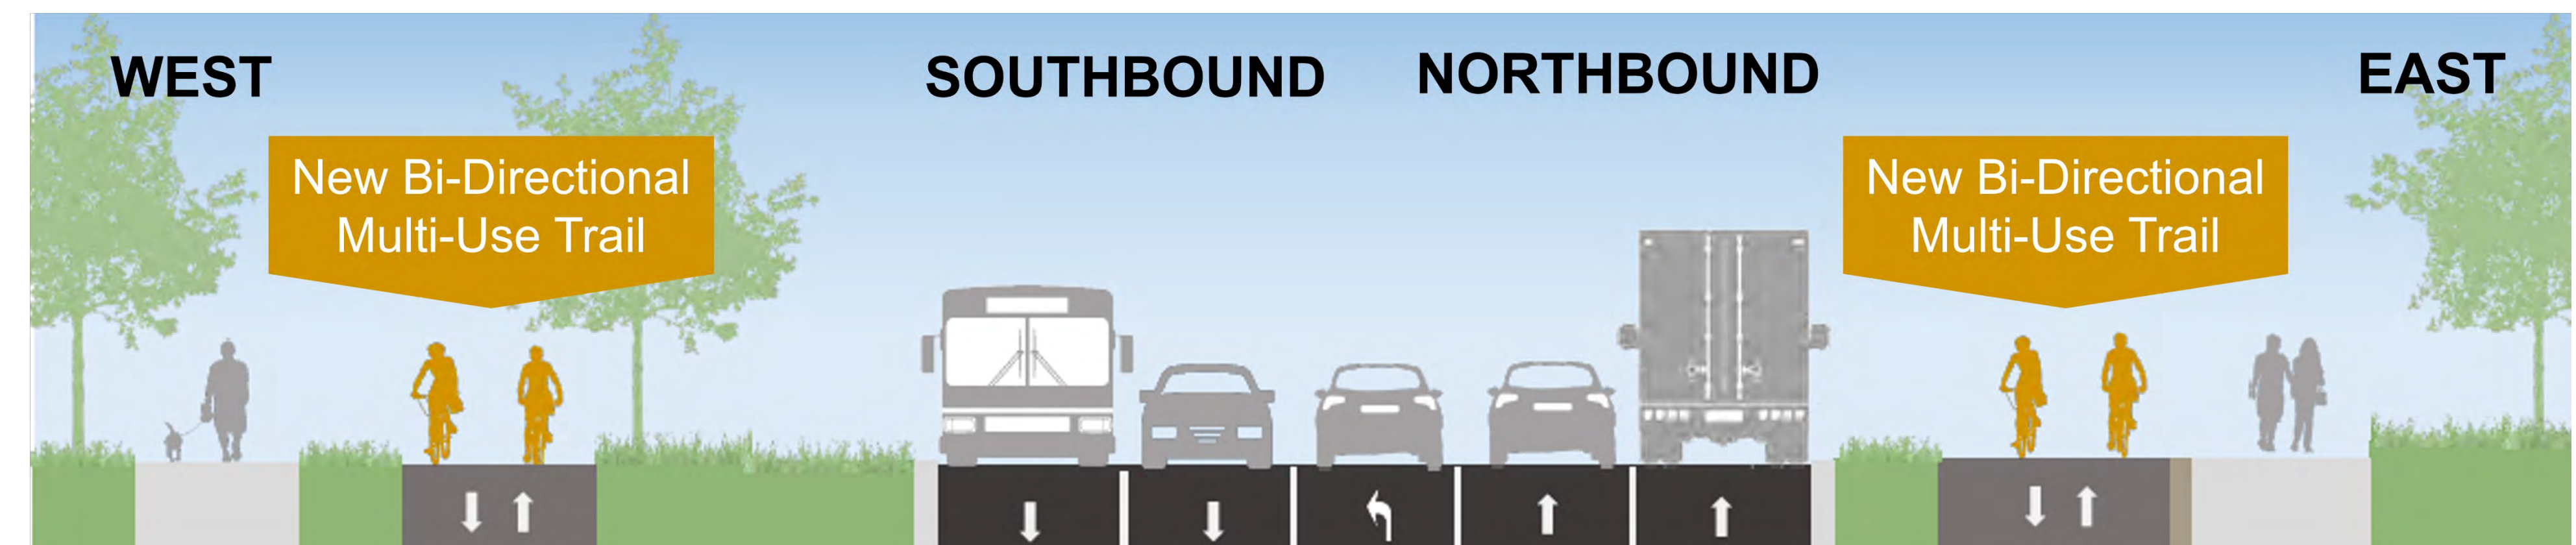 WEST
SOUTHBOUND
NORTHBOUND
EAST
New Bi-Directional
Multi-Use Trail
New Bi-Directional
Multi-Use Trail